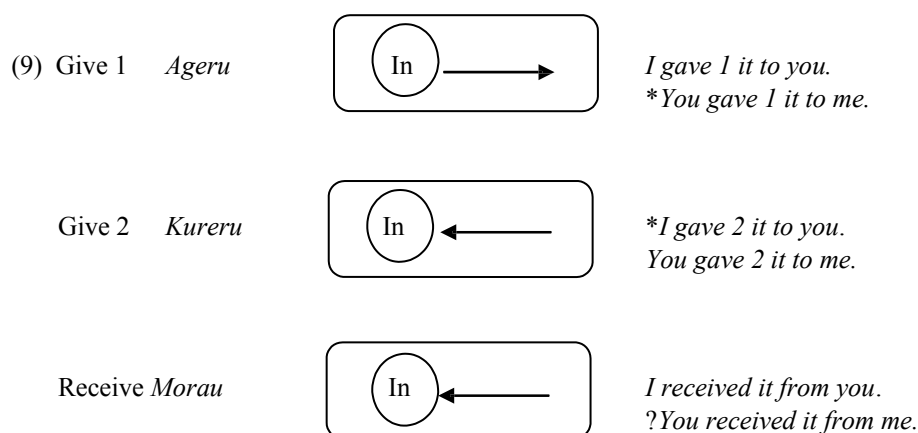 (9) Give 1 Ageru In I gave 1 it to you.
*You gave 1 it to me.
Give 2 Kureru In *I gave 2 it to you.
You gave 2 it to me.
Receive Morau In I received it from you.
?You received it from me.